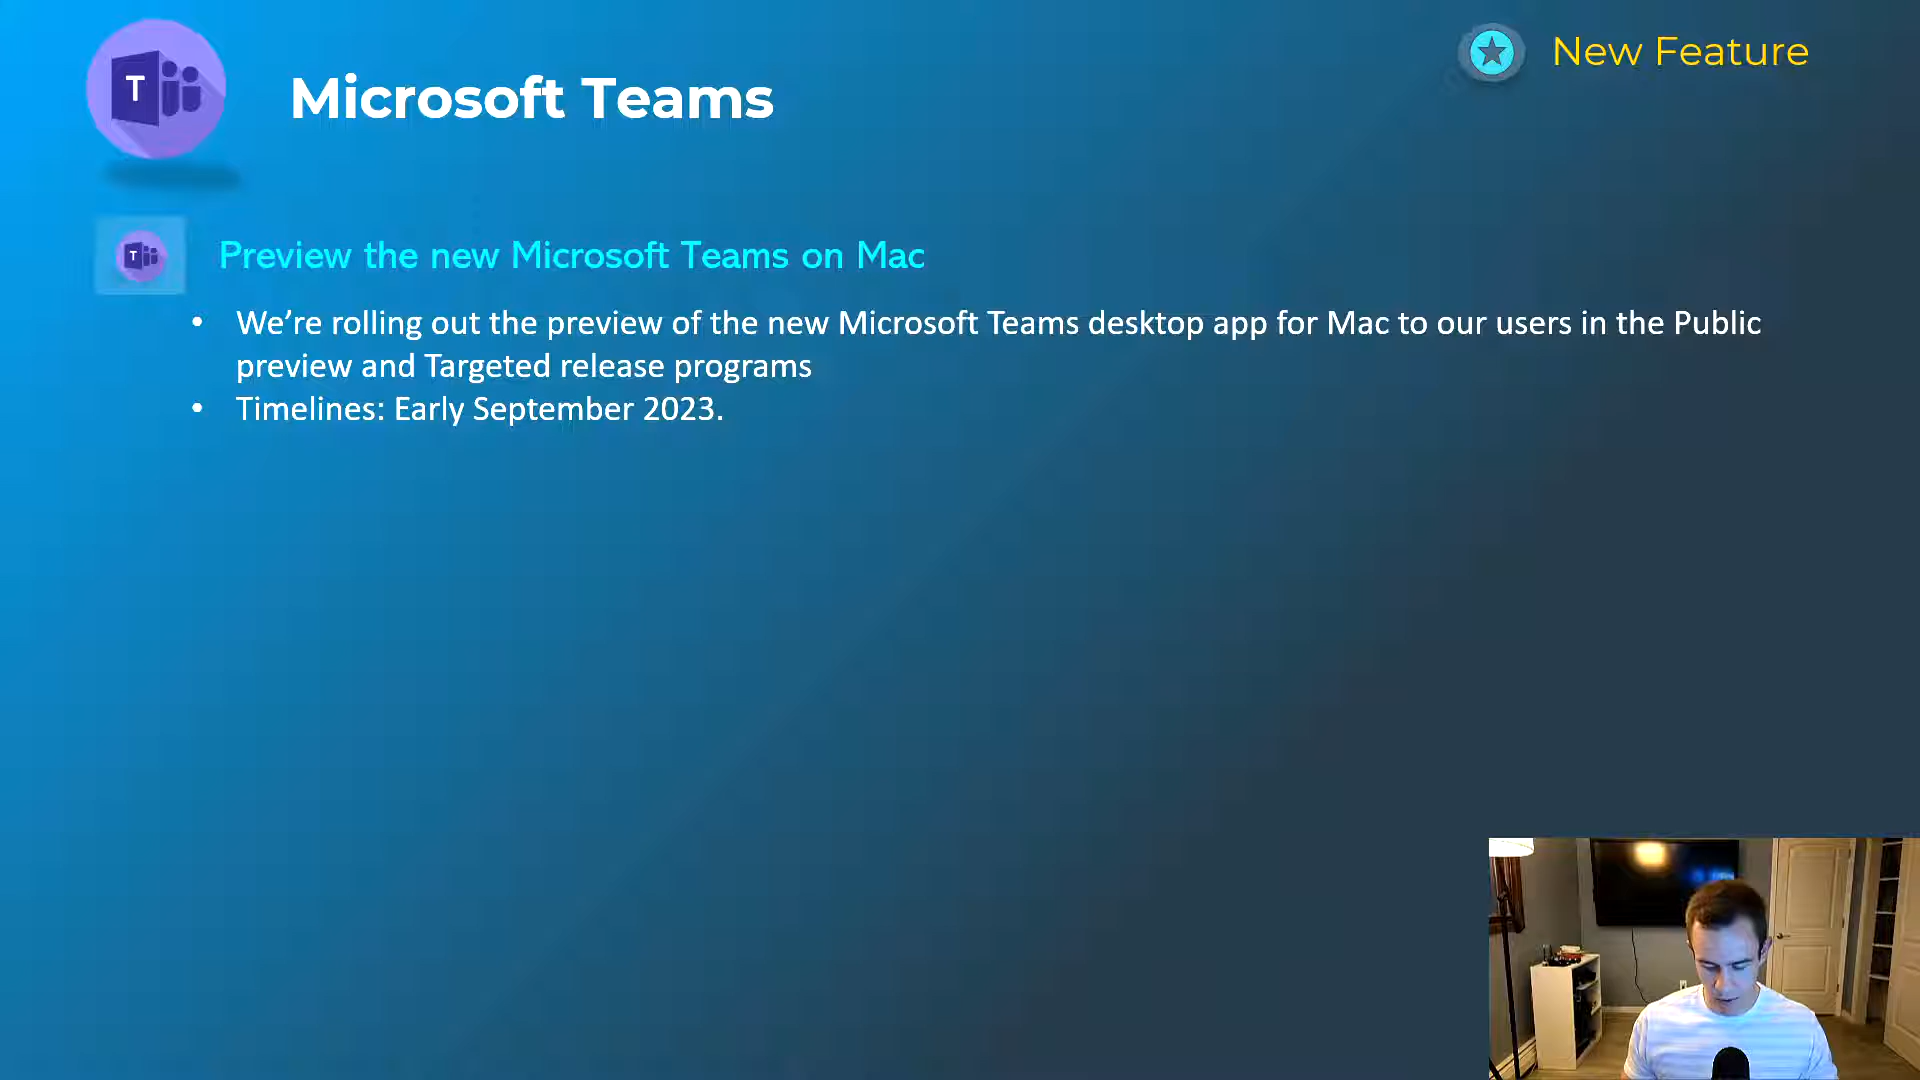 New Feature
T
Microsoft Teams
T
Preview the new Microsoft Teams on Mac
• We’re rolling out the preview of the new Microsoft Teams desktop app for Mac to our users in the Public
preview and Targeted release programs
• Timelines: Early September 2023.